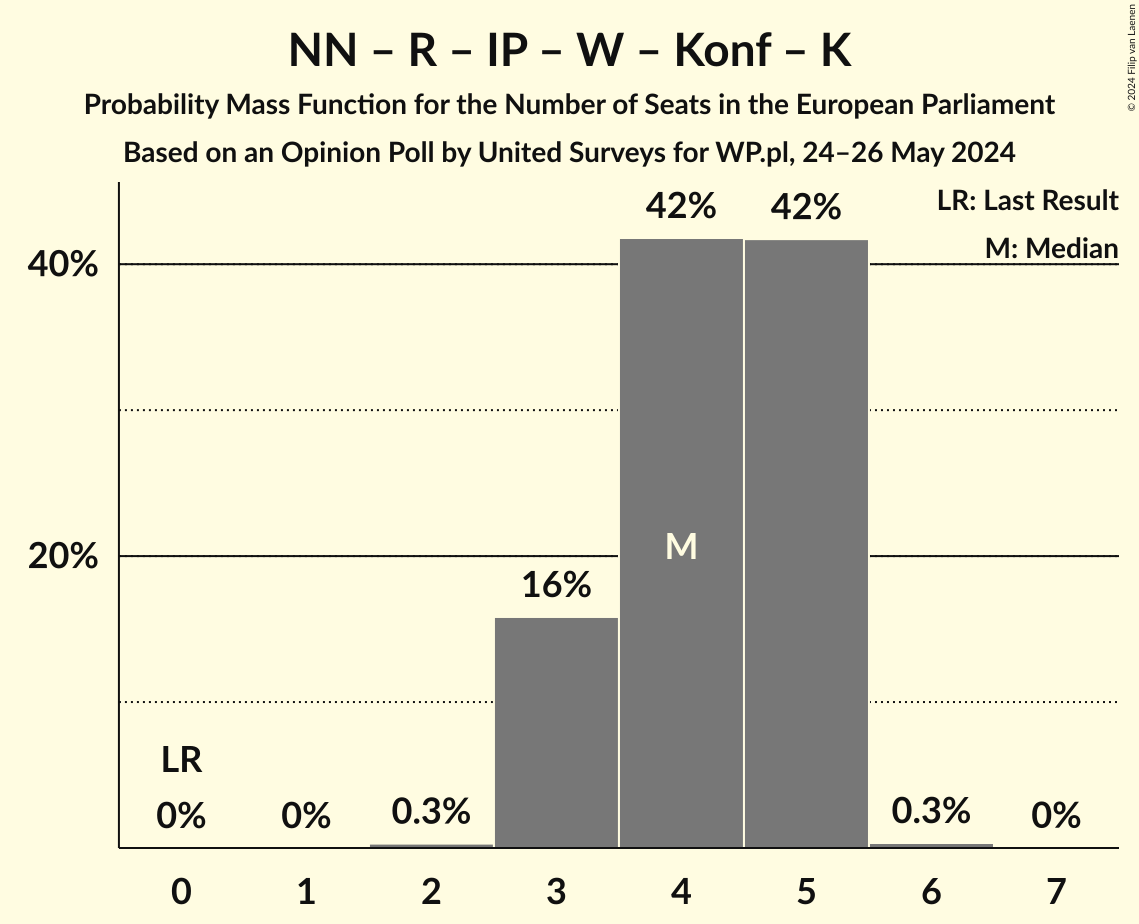 NN – R – IP – W – Konf – K
Probability Mass Function for the Number of Seats in the European Parliament
Based on an Opinion Poll by United Surveys for WP.pl, 24–26 May 2024
© 2024 Filip van Laenen
LR: Last Result
M: Median
42%
42%
40%
M
20%
16%
LR
0%
0%
0.3%
0.3%
0%
0 1 2 3 4 5 6 7